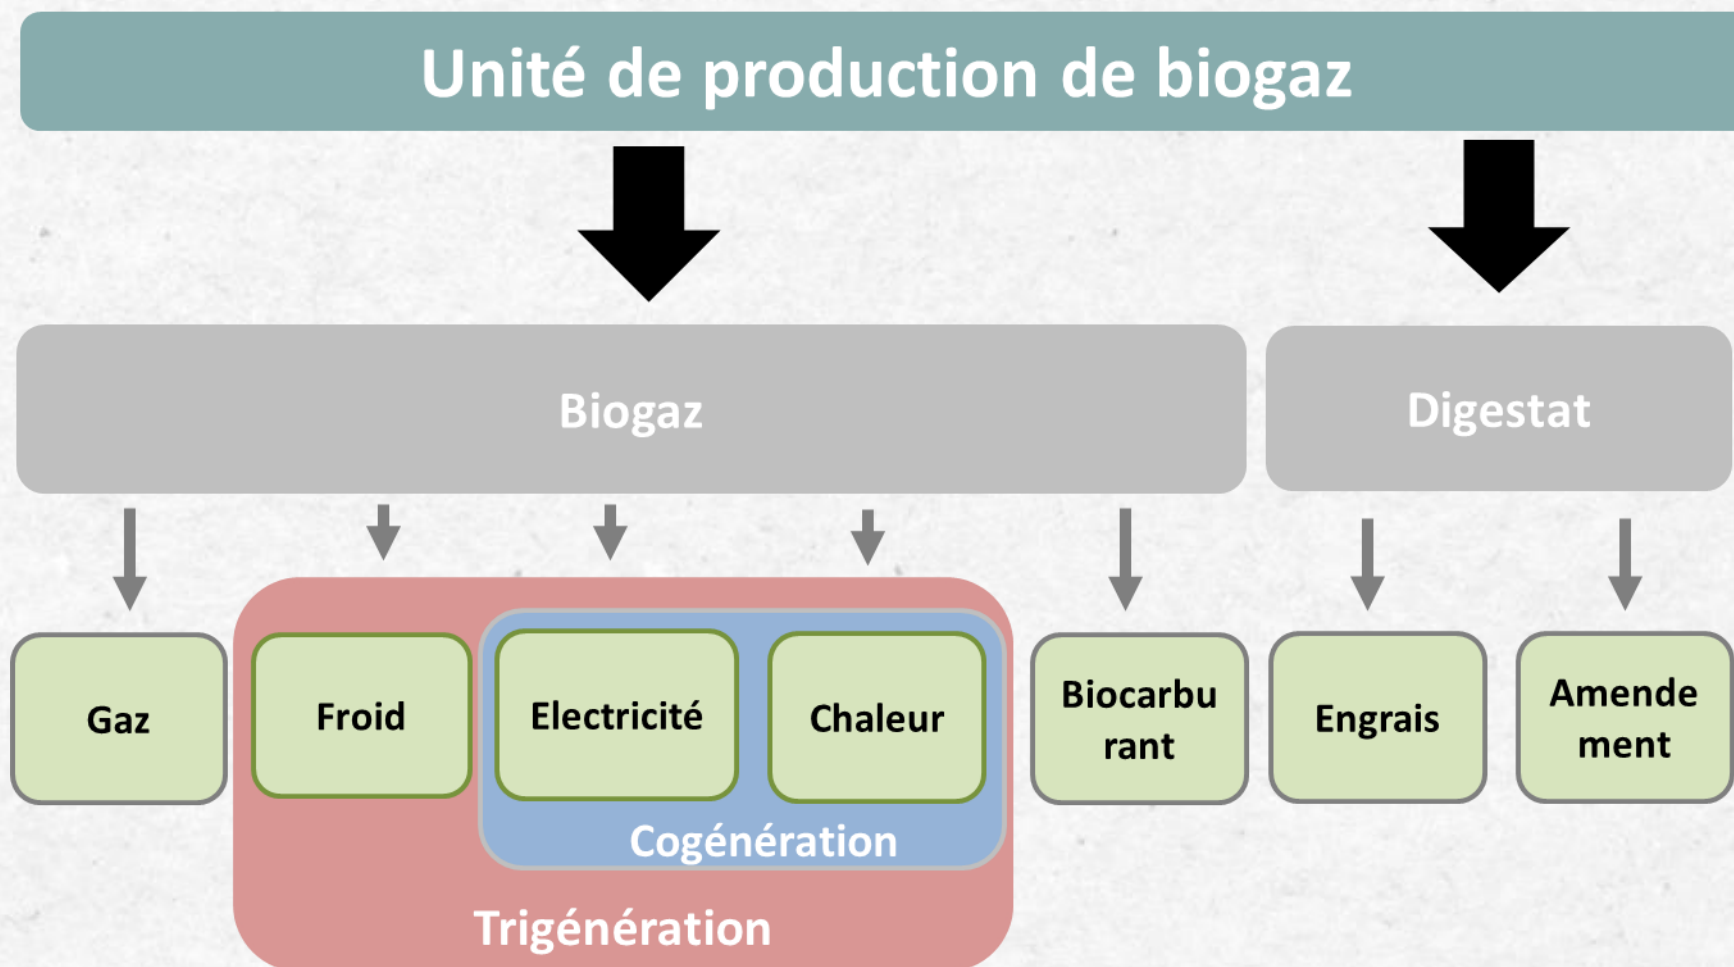 Unité de production de biogaz
Biogaz
Digestat
Gaz
Froid
Electricité
Chaleur
Biocarbu
rant
Engrais
Amende
ment
Cogénération
Trigénération